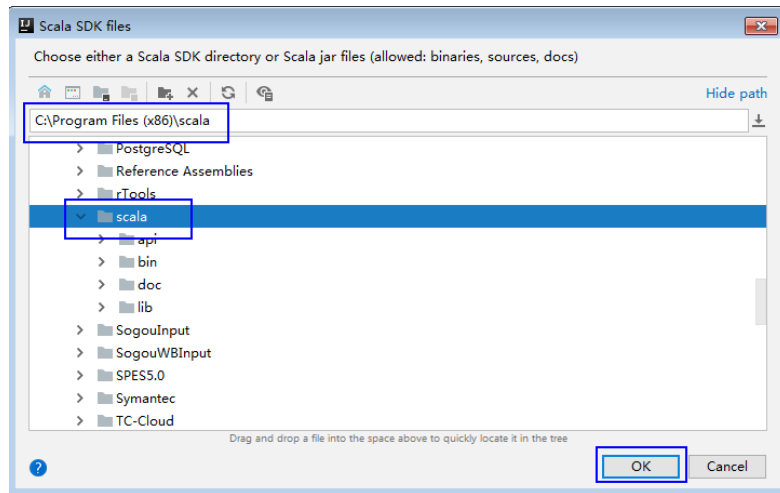 Scala SDK files
Choose either a Scala SDK directory or Scala jar files (allowed: binaries, sources, docs)
Hide path
C:\Program Files (x86)\scala
PostgreSQL
Reference Assemblies
rTools
scala
api
bin
doc
lib
SogouInput
SogouWBInput
SPES5.0
Symantec
TC-Cloud
Drag and drop a file into the space above to quickly locate it in the tree
? OK Cancel